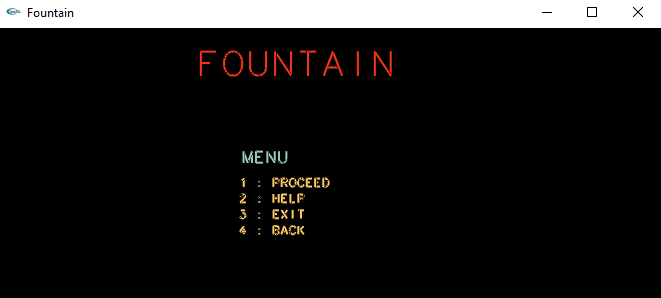 Fountain
FOUNTAIN
MENU
1 : PROCEED
2 : HELP
3 : EXIT
4 : BACK